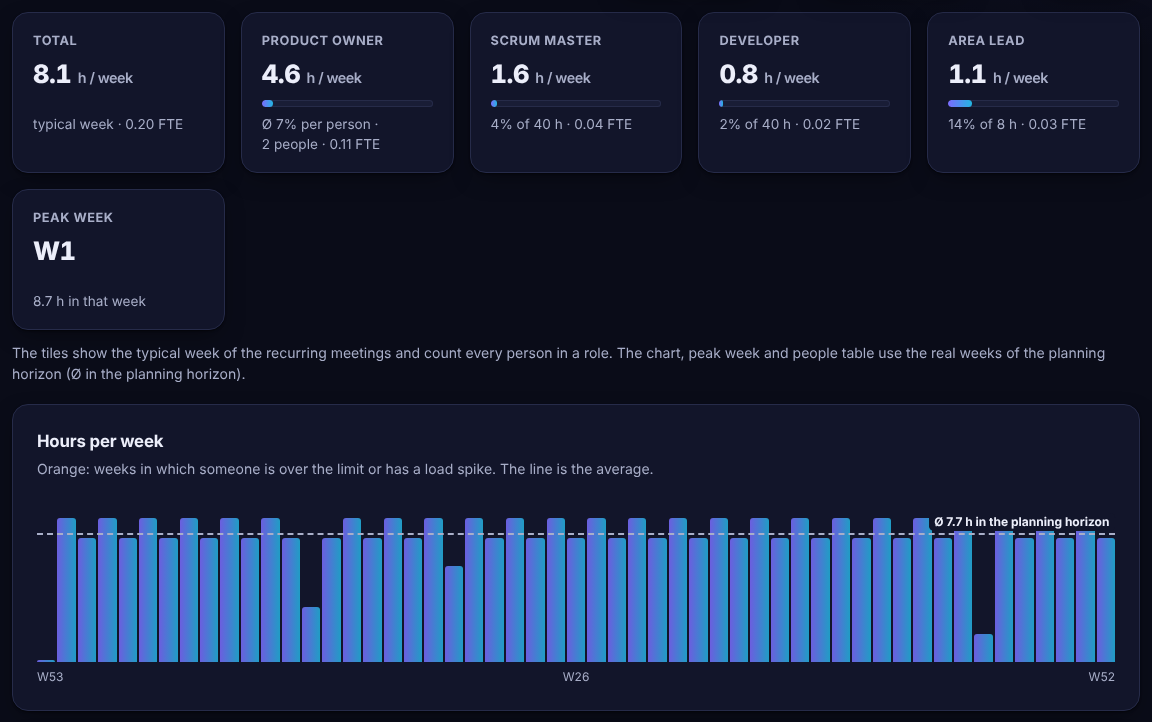 TOTAL
8.1 h / week
typical week · 0.20 FTE
PRODUCT OWNER
4.6 h / week
Ø 7% per person ·
2 people · 0.11 FTE
SCRUM MASTER
1.6 h / week
4% of 40 h · 0.04 FTE
DEVELOPER
0.8 h / week
2% of 40 h · 0.02 FTE
AREA LEAD
1.1 h / week
14% of 8 h · 0.03 FTE
PEAK WEEK
W1
8.7 h in that week
The tiles show the typical week of the recurring meetings and count every person in a role. The chart, peak week and people table use the real weeks of the planning
horizon (Ø in the planning horizon).
Hours per week
Orange: weeks in which someone is over the limit or has a load spike. The line is the average.
Ø 7.7 h in the planning horizon
W53
W26
W52